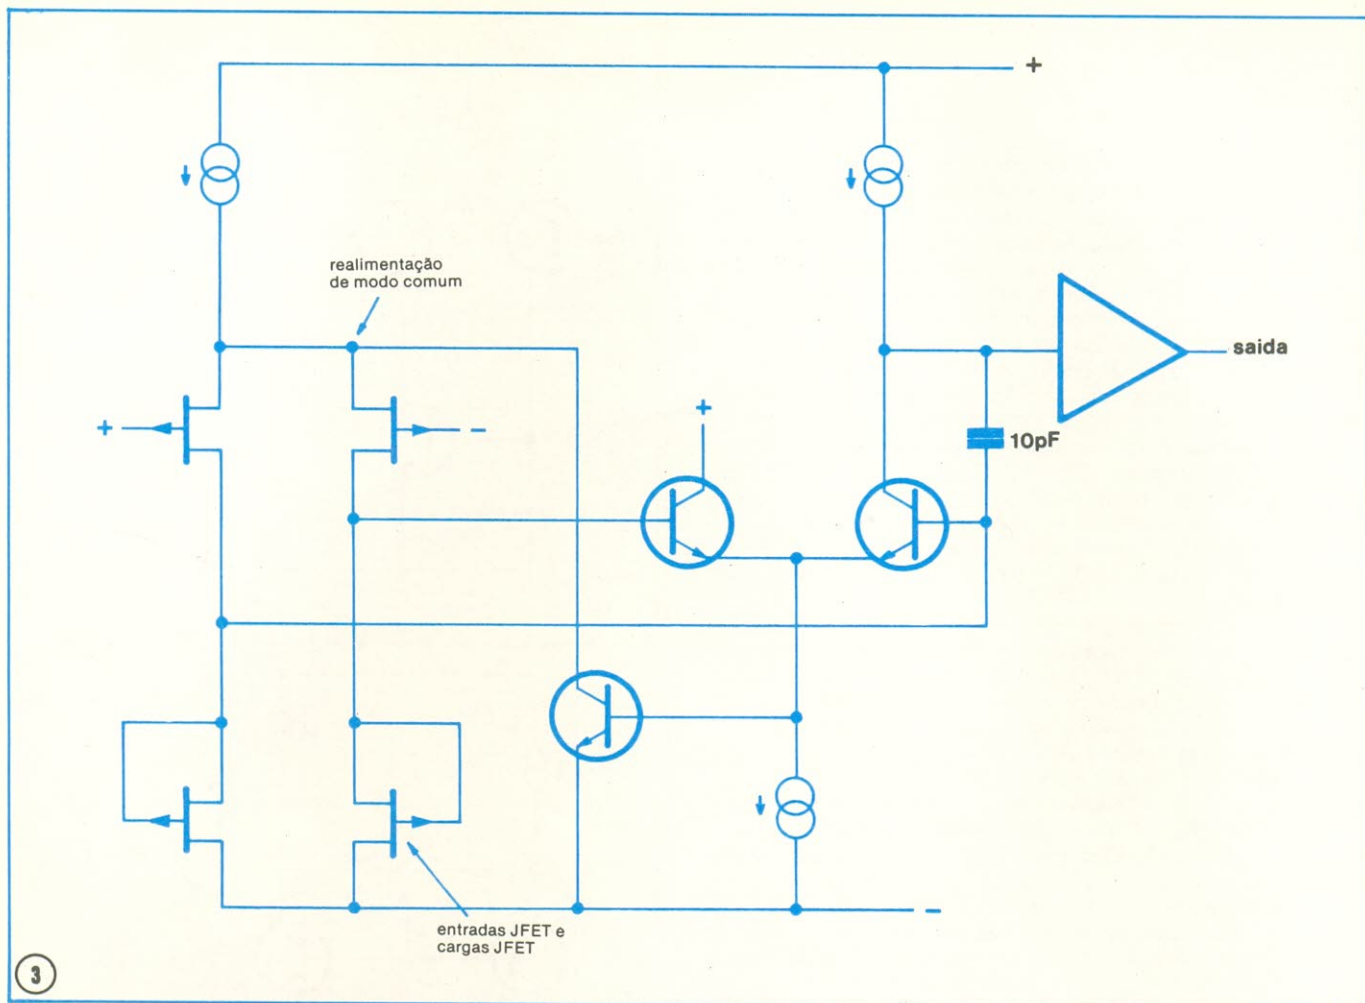 +
realimentação
de modo comum
saida
+
-
+
10pF
-
entradas JFET e
cargas JFET
3